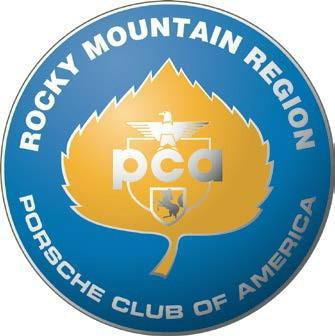 ROCKY MOUNTAIN REGION
pca
PORSCHE CLUB OF AMERICA